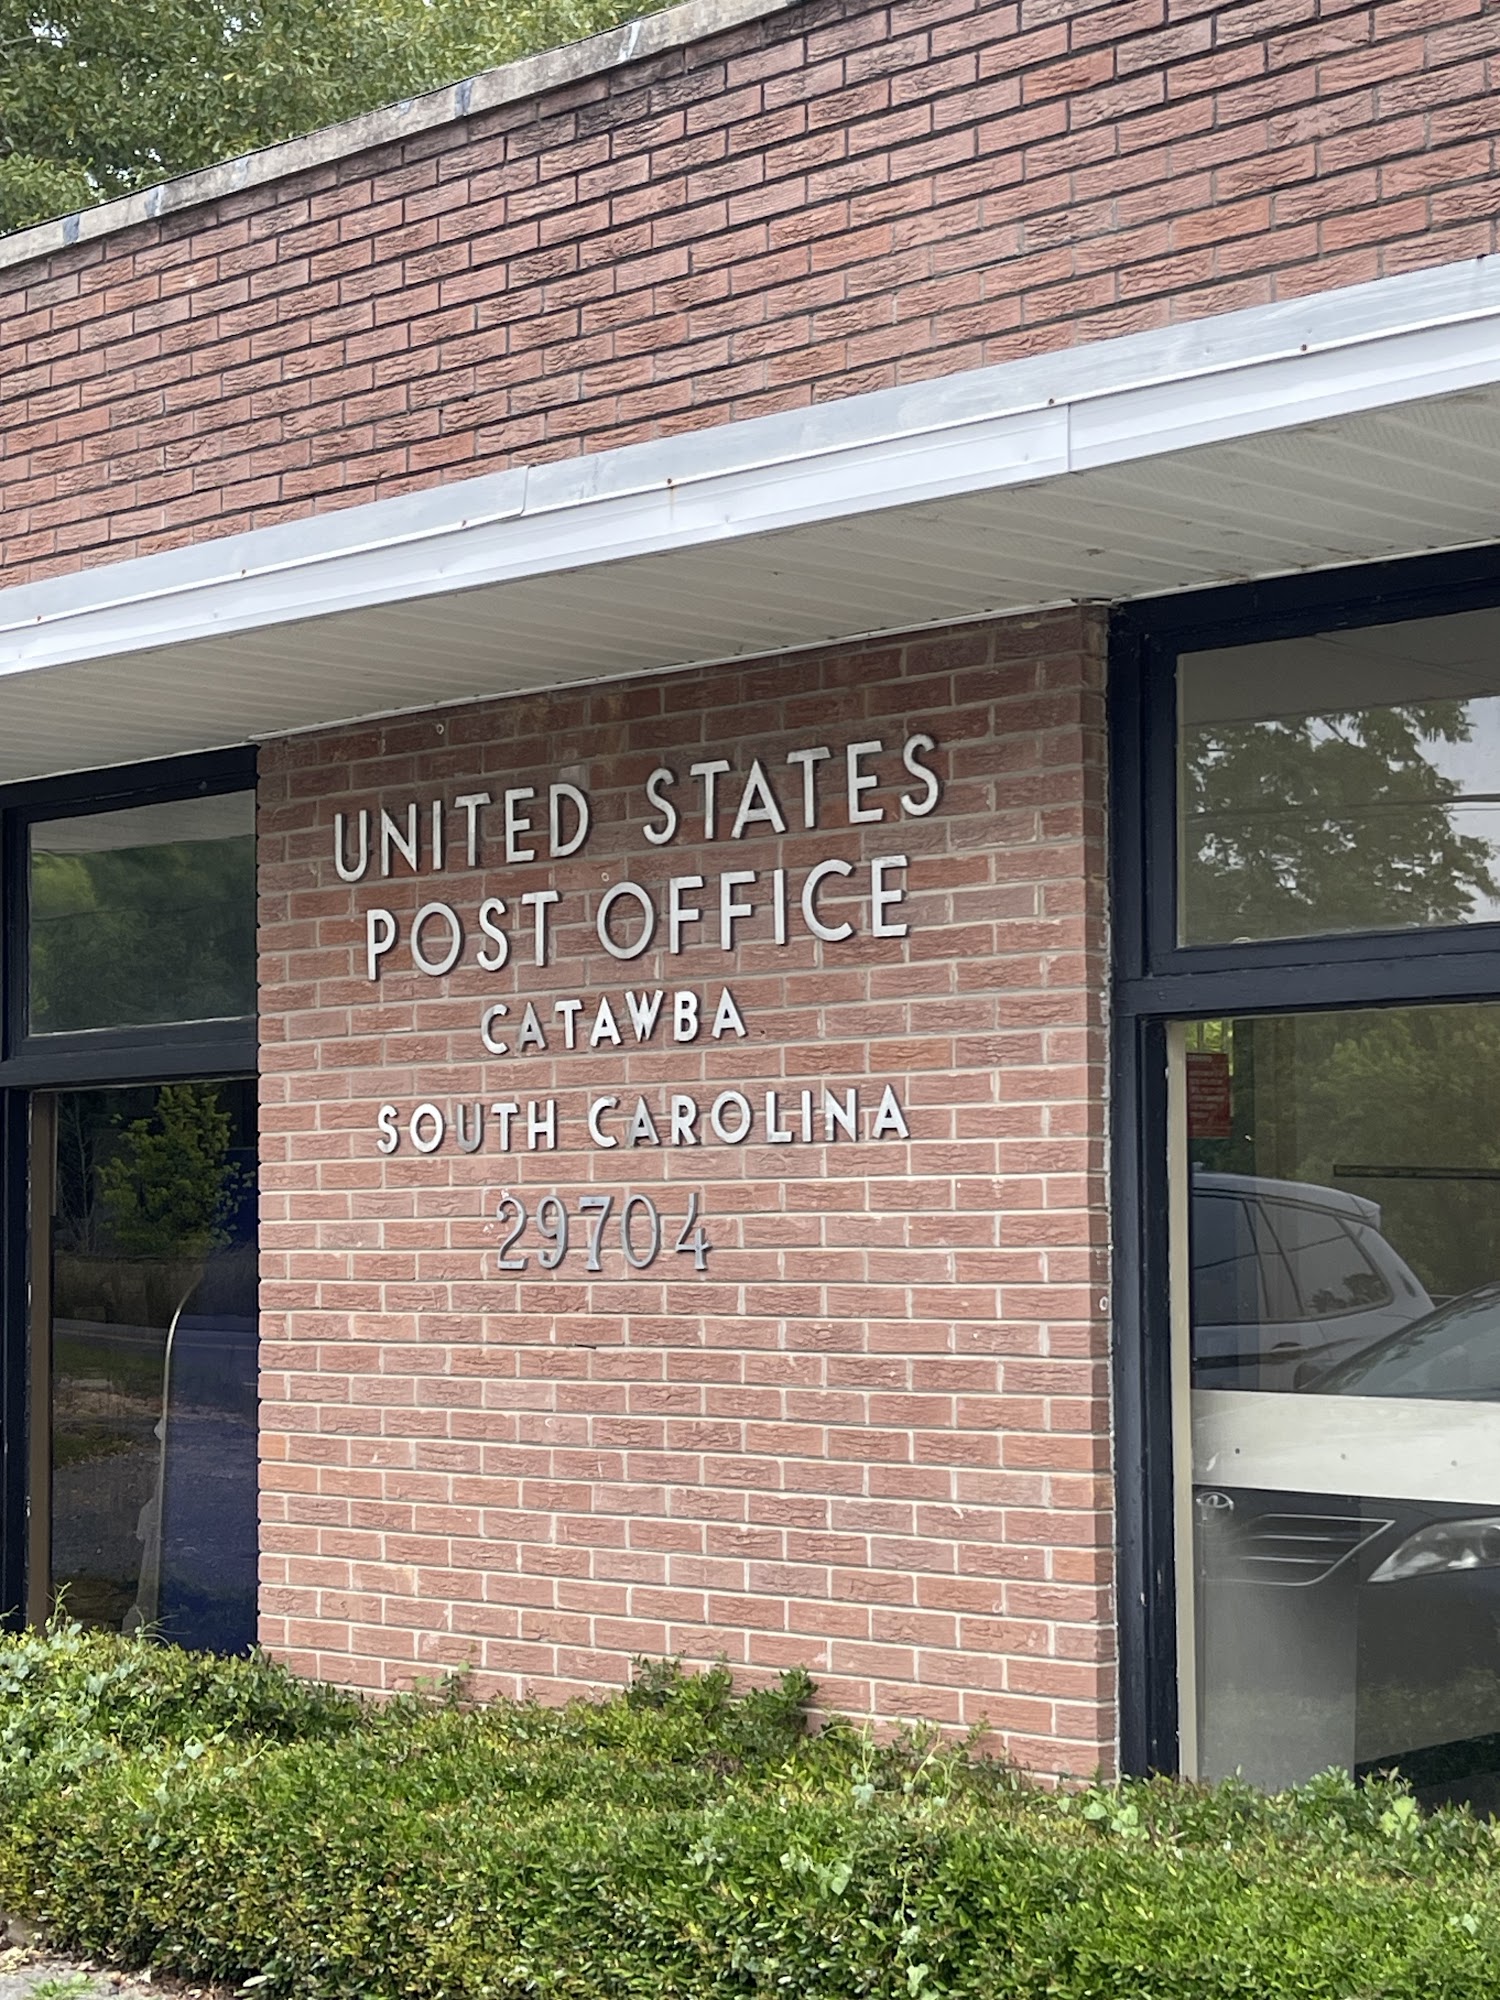 UNITED STATES
POST OFFICE
CATAWBA
SOUTH CAROLINA
29704